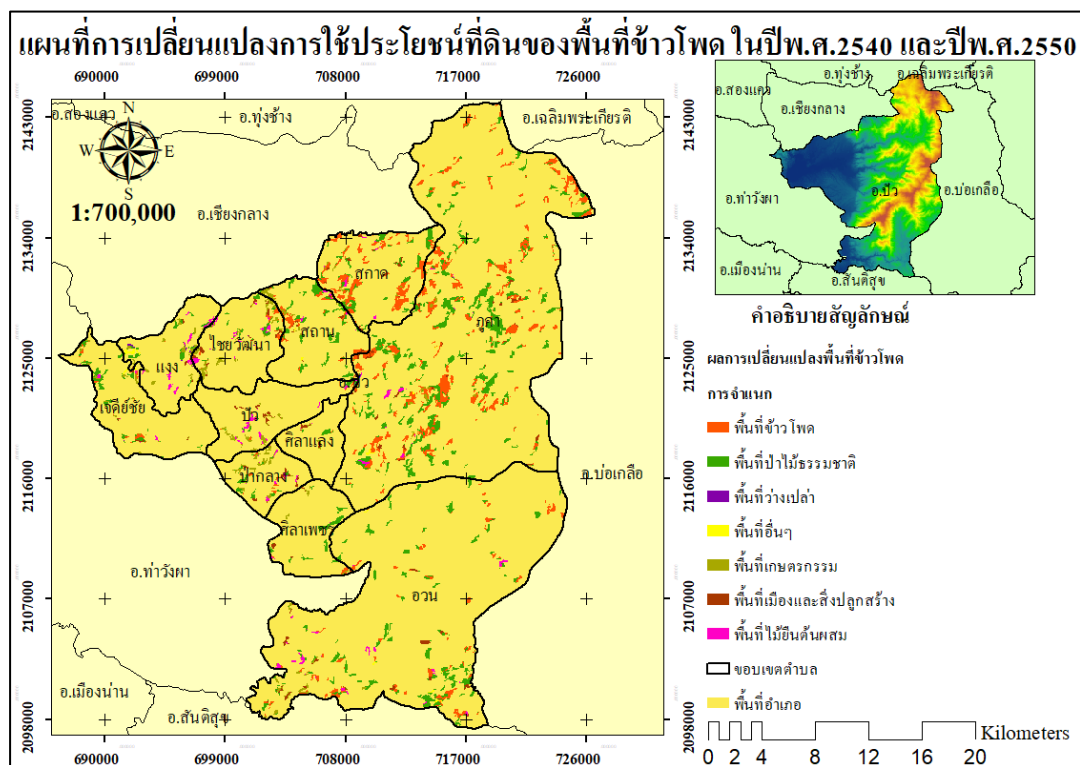 แผนที่การเปลี่ยนแปลงการใช้ประโยชน์ที่ดินของพื้นที่ข้าวโพด ในปีพ.ศ.2540 และปีพ.ศ.2550
690000 699000 708000 717000 726000
อ.สองแคว
อ.ทุ่งช้าง
อ.เฉลิมพระเกียรติ
N
W E
S
1:700,000
อ.เชียงกลาง
สกาด
ภูคา
สถาน
ไชยวัฒนา
แงง
อ.ปัว
เจดีย์ชัย
ปัว
ศิลาแลง
ป่ากลาง
อ.บ่อเกลือ
ศิลาเพชร
อ.ท่าวังผา
อวน
อ.เมืองน่าน
อ.สันติสุข
2143000 2134000 2125000 2116000 2107000 2098000
2143000 2134000 2125000 2116000 2107000 2098000
690000 699000 708000 717000 726000
อ.ทุ่งช้าง
อ.เฉลิมพระเกียรติ
อ.สองแคว
อ.เชียงกลาง
อ.ปัว
อ.บ่อเกลือ
อ.ท่าวังผา
อ.เมืองน่าน
อ.สันติสุข
คำอธิบายสัญลักษณ์
ผลการเปลี่ยนแปลงพื้นที่ข้าวโพด
การจำแนก
พื้นที่ข้าวโพด
พื้นที่ป่าไม้ธรรมชาติ
พื้นที่ว่างเปล่า
พื้นที่อื่นๆ
พื้นที่เกษตรกรรม
พื้นที่เมืองและสิ่งปลูกสร้าง
พื้นที่ไม้ยืนต้นผสม
ขอบเขตตำบล
พื้นที่อำเภอ
Kilometers
0 2 4 8 12 16 20